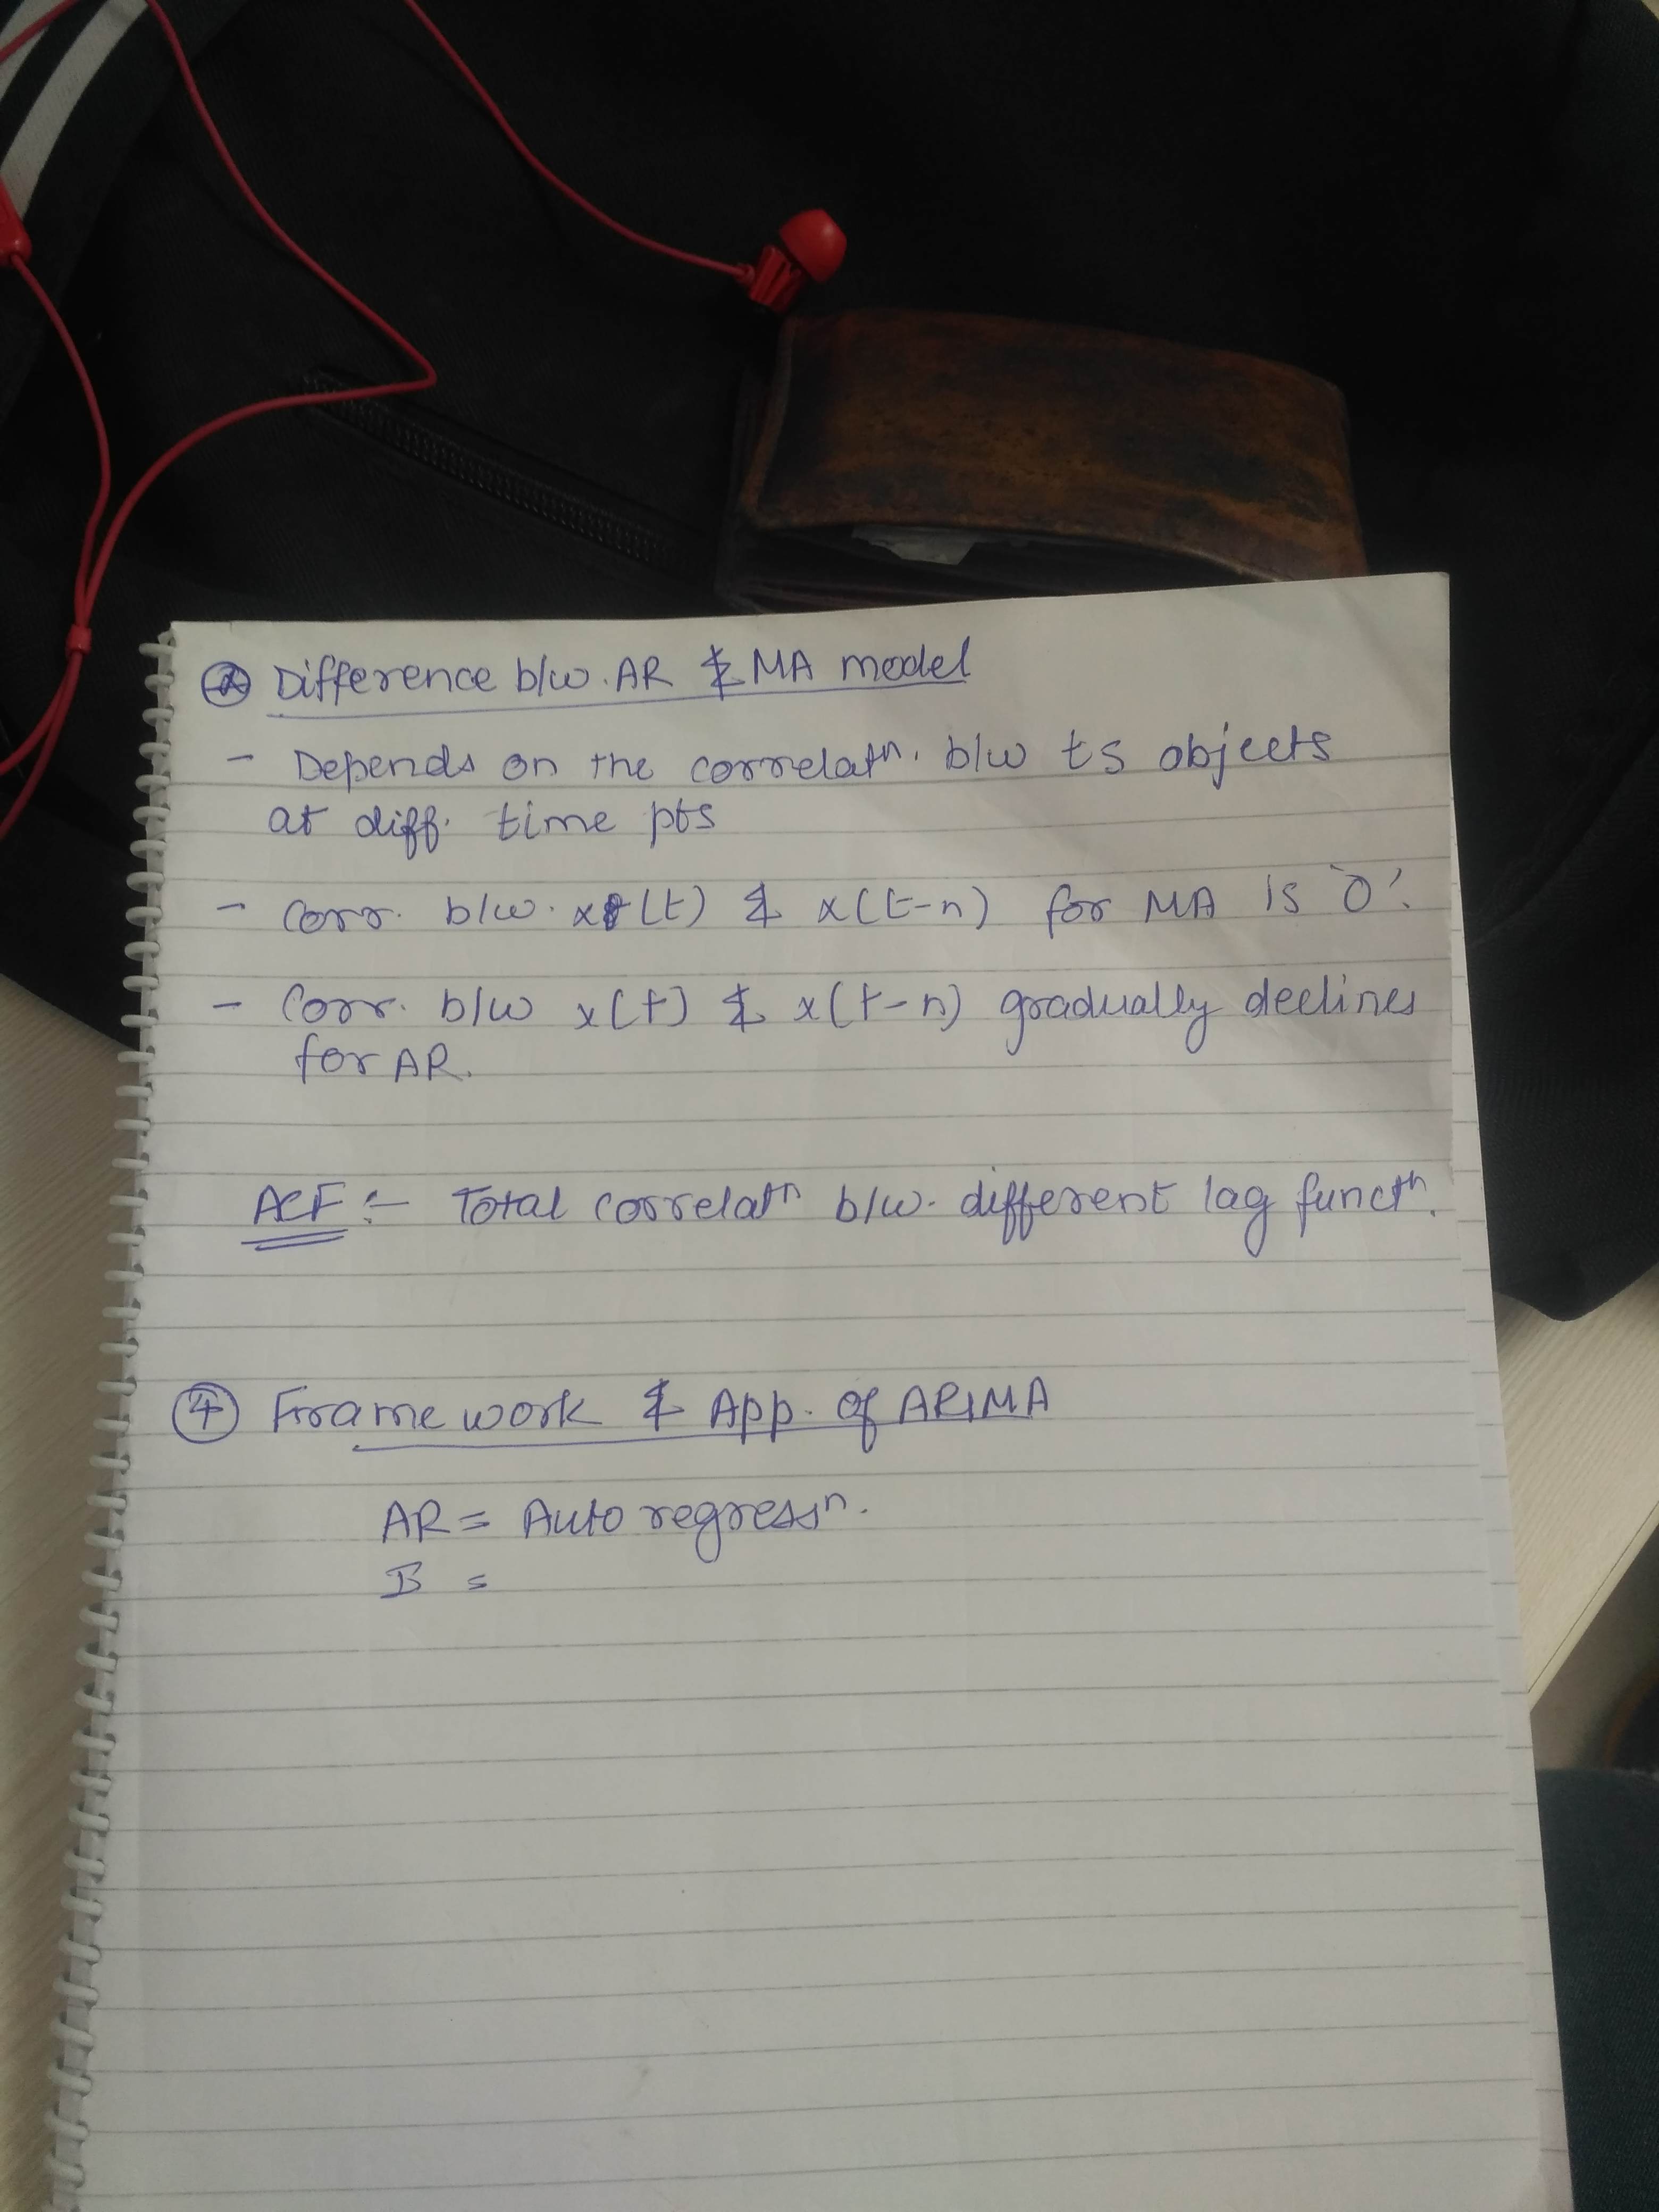 Difference b/w. AR & MA model
- Depends on the correlatⁿ. b/w ts objects
at diff. time pts
- Corr. b/w. x(t) & x(t-n) for MA is '0'.
- Corr. b/w x(t) & x(t-n) gradually declines
for AR.
ACF :- Total correlatⁿ b/w. different lag functⁿ.
④ Framework & App. of ARIMA
AR = Auto regressⁿ.
I =